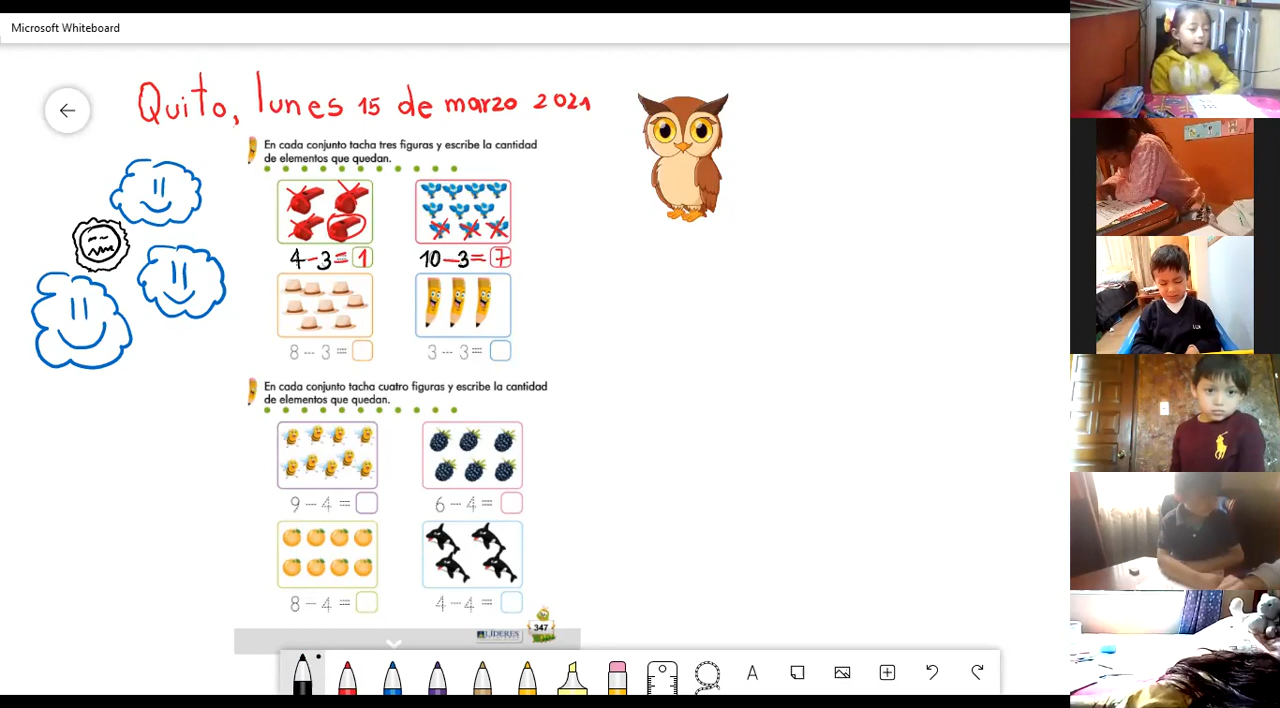 Microsoft Whiteboard
Quito, lunes 15 de marzo 2021
En cada conjunto tacha tres figuras y escribe la cantidad
de elementos que quedan.
4-3=1 10-3=7
8-3= 3-3=
En cada conjunto tacha cuatro figuras y escribe la cantidad
de elementos que quedan.
9-4= 6-4=
8-4= 4-4=
LÍDERES 347
A